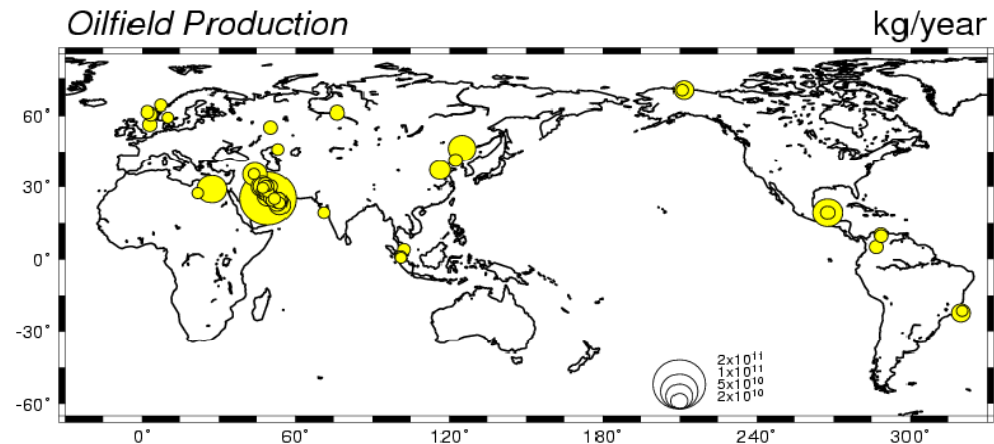 Oilfield Production
kg/year
60°
30°
0°
-30°
-60°
2x10¹¹
1x10¹¹
5x10¹⁰
2x10¹⁰
0° 60° 120° 180° 240° 300°